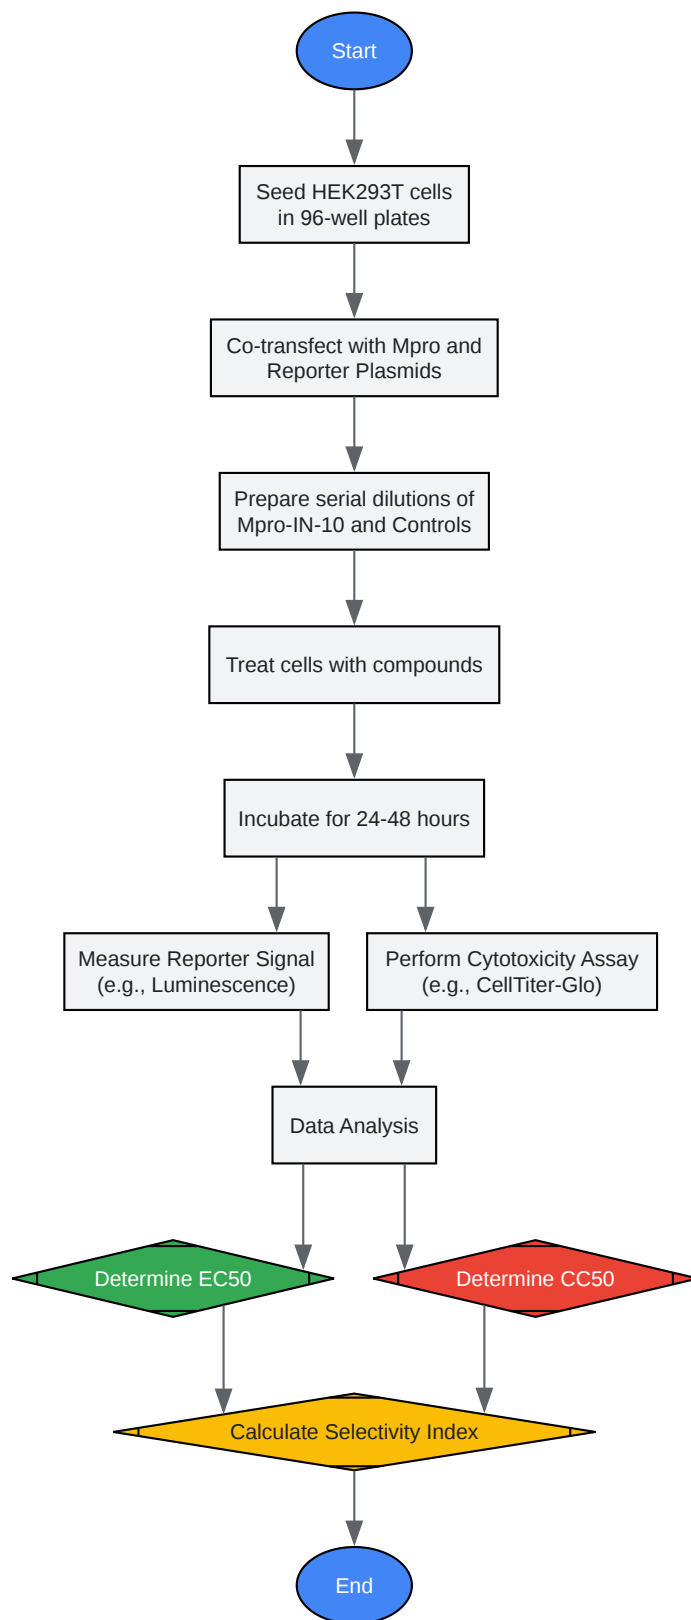 Start
Seed HEK293T cells
in 96-well plates
Co-transfect with Mpro and
Reporter Plasmids
Prepare serial dilutions of
Mpro-IN-10 and Controls
Treat cells with compounds
Incubate for 24-48 hours
Measure Reporter Signal
(e.g., Luminescence)
Perform Cytotoxicity Assay
(e.g., CellTiter-Glo)
Data Analysis
Determine EC50
Determine CC50
Calculate Selectivity Index
End